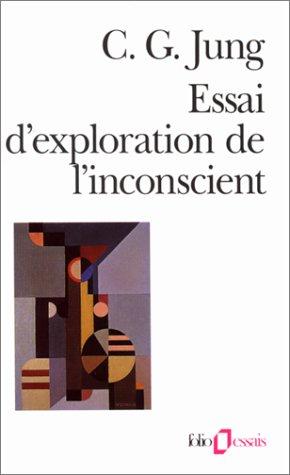 C. G. Jung
Essai
d'exploration de
l'inconscient
folio essais